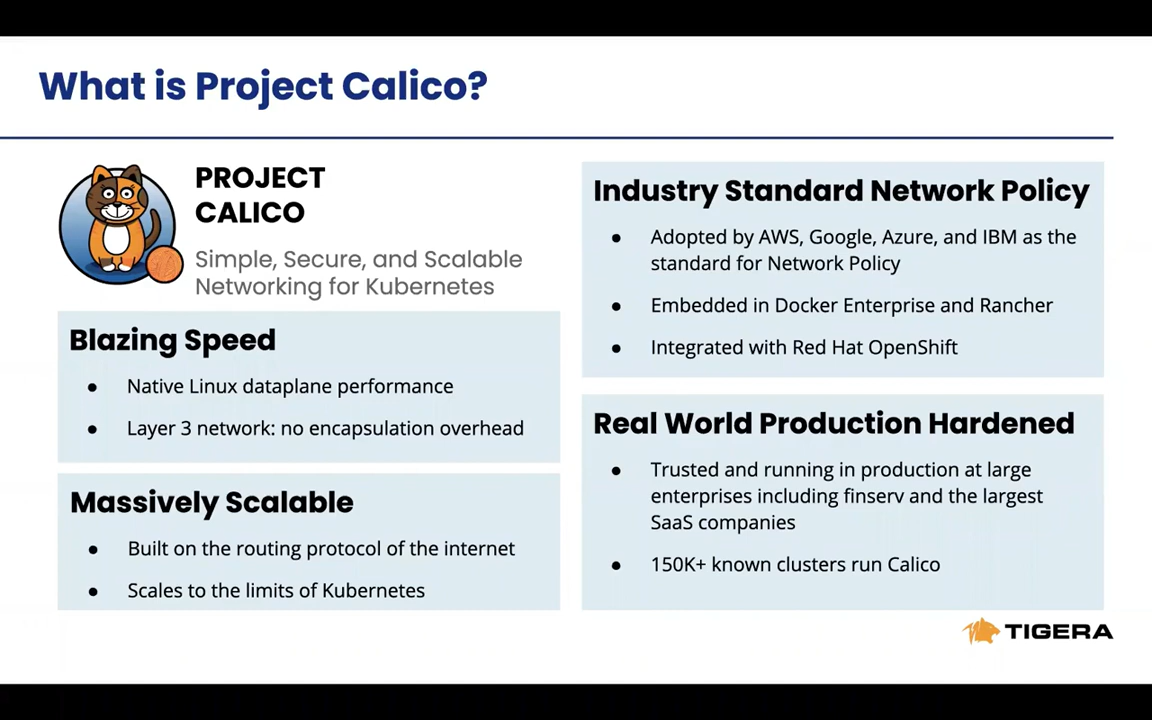 What is Project Calico?
PROJECT
CALICO
Simple, Secure, and Scalable
Networking for Kubernetes
Blazing Speed
● Native Linux dataplane performance
● Layer 3 network: no encapsulation overhead
Massively Scalable
● Built on the routing protocol of the internet
● Scales to the limits of Kubernetes
Industry Standard Network Policy
● Adopted by AWS, Google, Azure, and IBM as the
standard for Network Policy
● Embedded in Docker Enterprise and Rancher
● Integrated with Red Hat OpenShift
Real World Production Hardened
● Trusted and running in production at large
enterprises including finserv and the largest
SaaS companies
● 150K+ known clusters run Calico
TIGERA